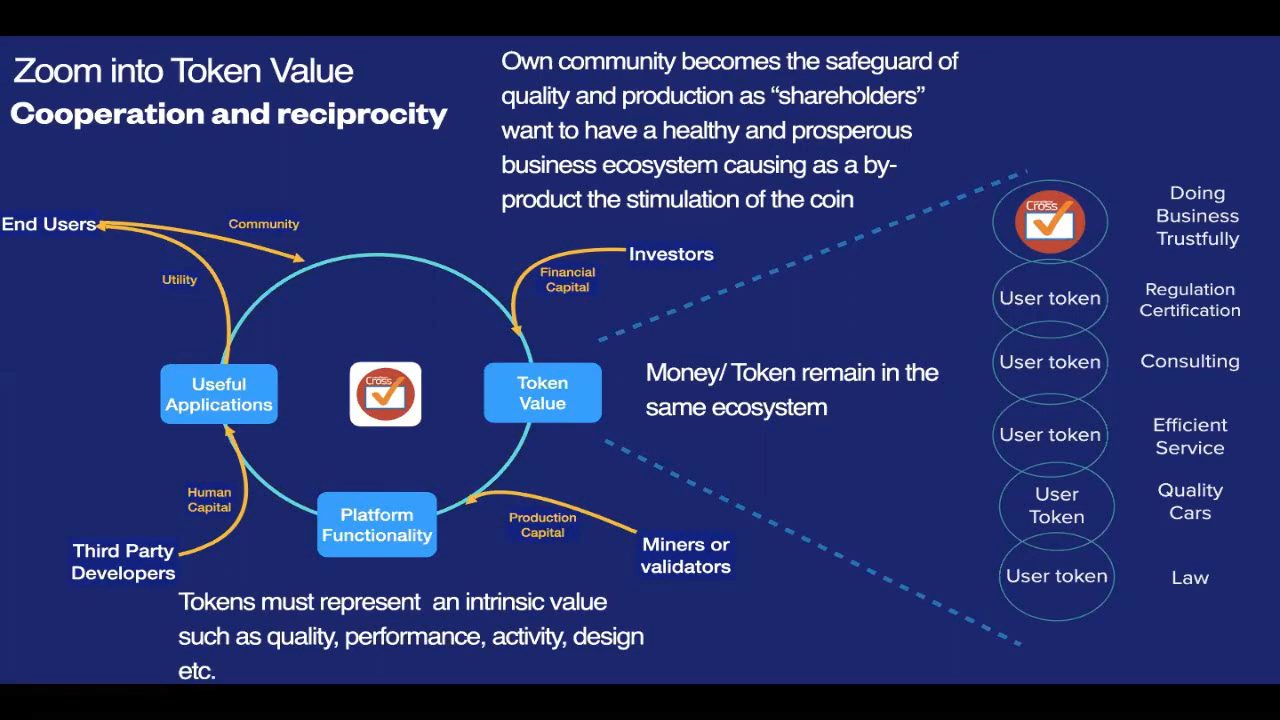 Zoom into Token Value
Cooperation and reciprocity
Own community becomes the safeguard of
quality and production as “shareholders”
want to have a healthy and prosperous
business ecosystem causing as a by-
product the stimulation of the coin
End Users
Community
Utility
Investors
Financial
Capital
Useful
Applications
Cross
Token
Value
Money/ Token remain in the
same ecosystem
Human
Capital
Platform
Functionality
Production
Capital
Third Party
Developers
Miners or
validators
Tokens must represent  an intrinsic value
such as quality, performance, activity, design
etc.
Cross
Doing
Business
Trustfully
User token
Regulation
Certification
User token
Consulting
User token
Efficient
Service
User
Token
Quality
Cars
User token
Law